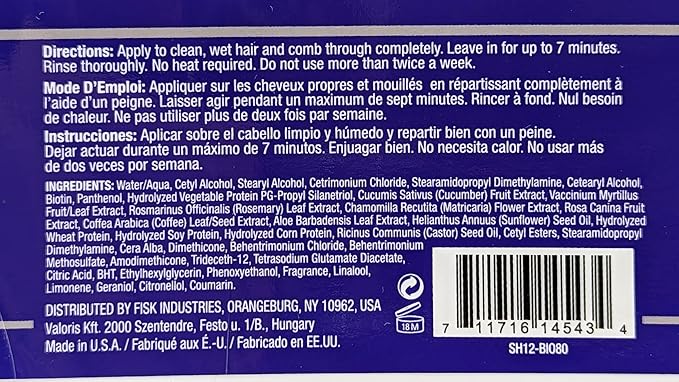 Directions: Apply to clean, wet hair and comb through completely. Leave in for up to 7 minutes.
Rinse thoroughly. No heat required. Do not use more than twice a week.
Mode D'Emploi: Appliquer sur les cheveux propres et mouillés en répartissant complètement à
l'aide d'un peigne. Laisser agir pendant un maximum de sept minutes. Rincer à fond. Nul besoin
de chaleur. Ne pas utiliser plus de deux fois par semaine.
Instrucciones: Aplicar sobre el cabello limpio y húmedo y repartir bien con un peine.
Dejar actuar durante un máximo de 7 minutos. Enjuagar bien. No necesita calor. No usar más
de dos veces por semana.
INGREDIENTS: Water/Aqua, Cetyl Alcohol, Stearyl Alcohol, Cetrimonium Chloride, Stearamidopropyl Dimethylamine, Cetearyl Alcohol,
Biotin, Panthenol, Hydrolyzed Vegetable Protein PG-Propyl Silanetriol, Cucumis Sativus (Cucumber) Fruit Extract, Vaccinium Myrtillus
Fruit/Leaf Extract, Rosmarinus Officinalis (Rosemary) Leaf Extract, Chamomilla Recutita (Matricaria) Flower Extract, Rosa Canina Fruit
Extract, Coffea Arabica (Coffee) Leaf/Seed Extract, Aloe Barbadensis Leaf Extract, Helianthus Annuus (Sunflower) Seed Oil, Hydrolyzed
Wheat Protein, Hydrolyzed Soy Protein, Hydrolyzed Corn Protein, Ricinus Communis (Castor) Seed Oil, Cetyl Esters, Stearamidopropyl
Dimethylamine, Cera Alba, Dimethicone, Behentrimonium Chloride, Behentrimonium
Methosulfate, Amodimethicone, Trideceth-12, Tetrasodium Glutamate Diacetate,
Citric Acid, BHT, Ethylhexylglycerin, Phenoxyethanol, Fragrance, Linalool,
Limonene, Geraniol, Citronellol, Coumarin.
DISTRIBUTED BY FISK INDUSTRIES, ORANGEBURG, NY 10962, USA
Valoris Kft. 2000 Szentendre, Festo u. 1/B., Hungary
Made in U.S.A. / Fabriqué aux É.-U. / Fabricado en EE.UU.
18M
7 11716 14543 4
SH12-BIO80